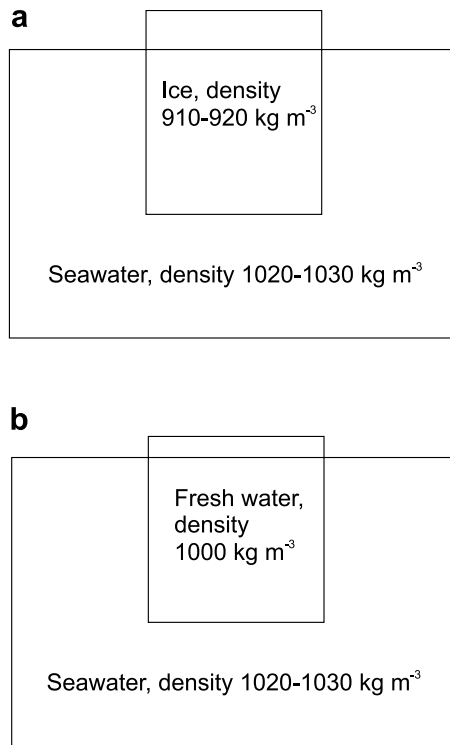 a
Ice, density
910-920 kg m⁻³
Seawater, density 1020-1030 kg m⁻³
b
Fresh water,
density
1000 kg m⁻³
Seawater, density 1020-1030 kg m⁻³